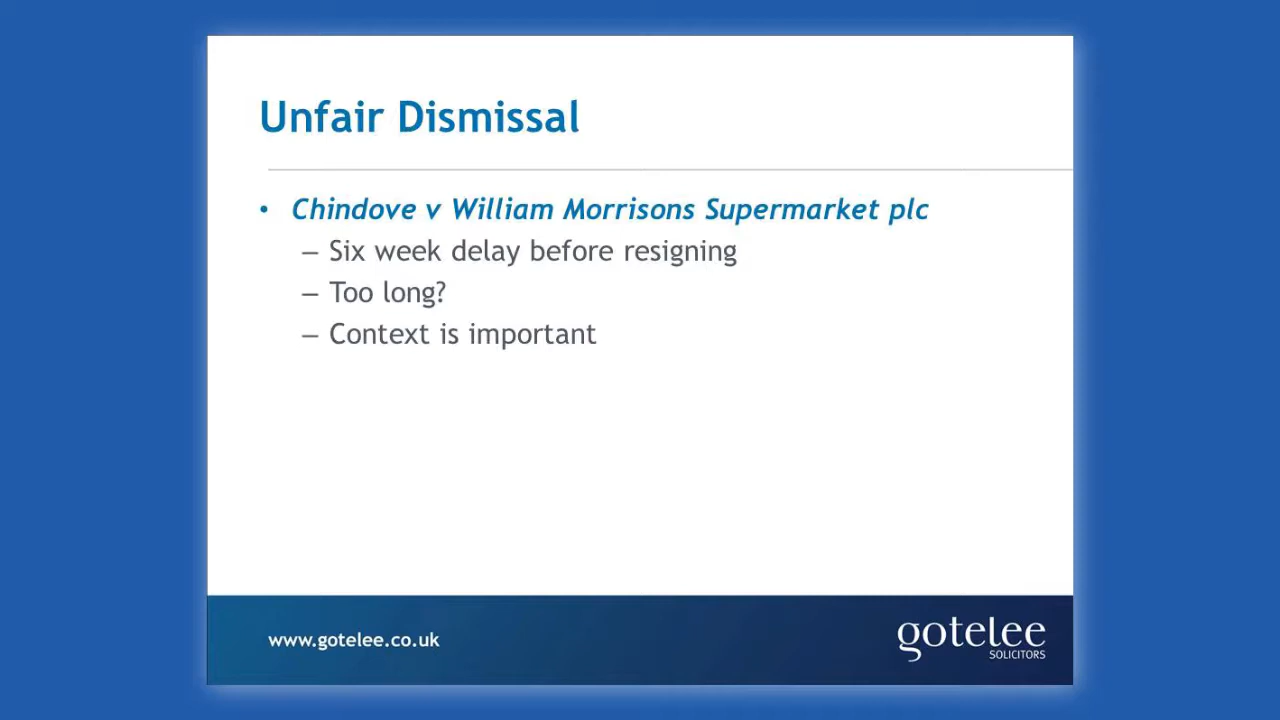 Unfair Dismissal
• Chindove v William Morrisons Supermarket plc
– Six week delay before resigning
– Too long?
– Context is important
www.gotelee.co.uk
gotelee
SOLICITORS